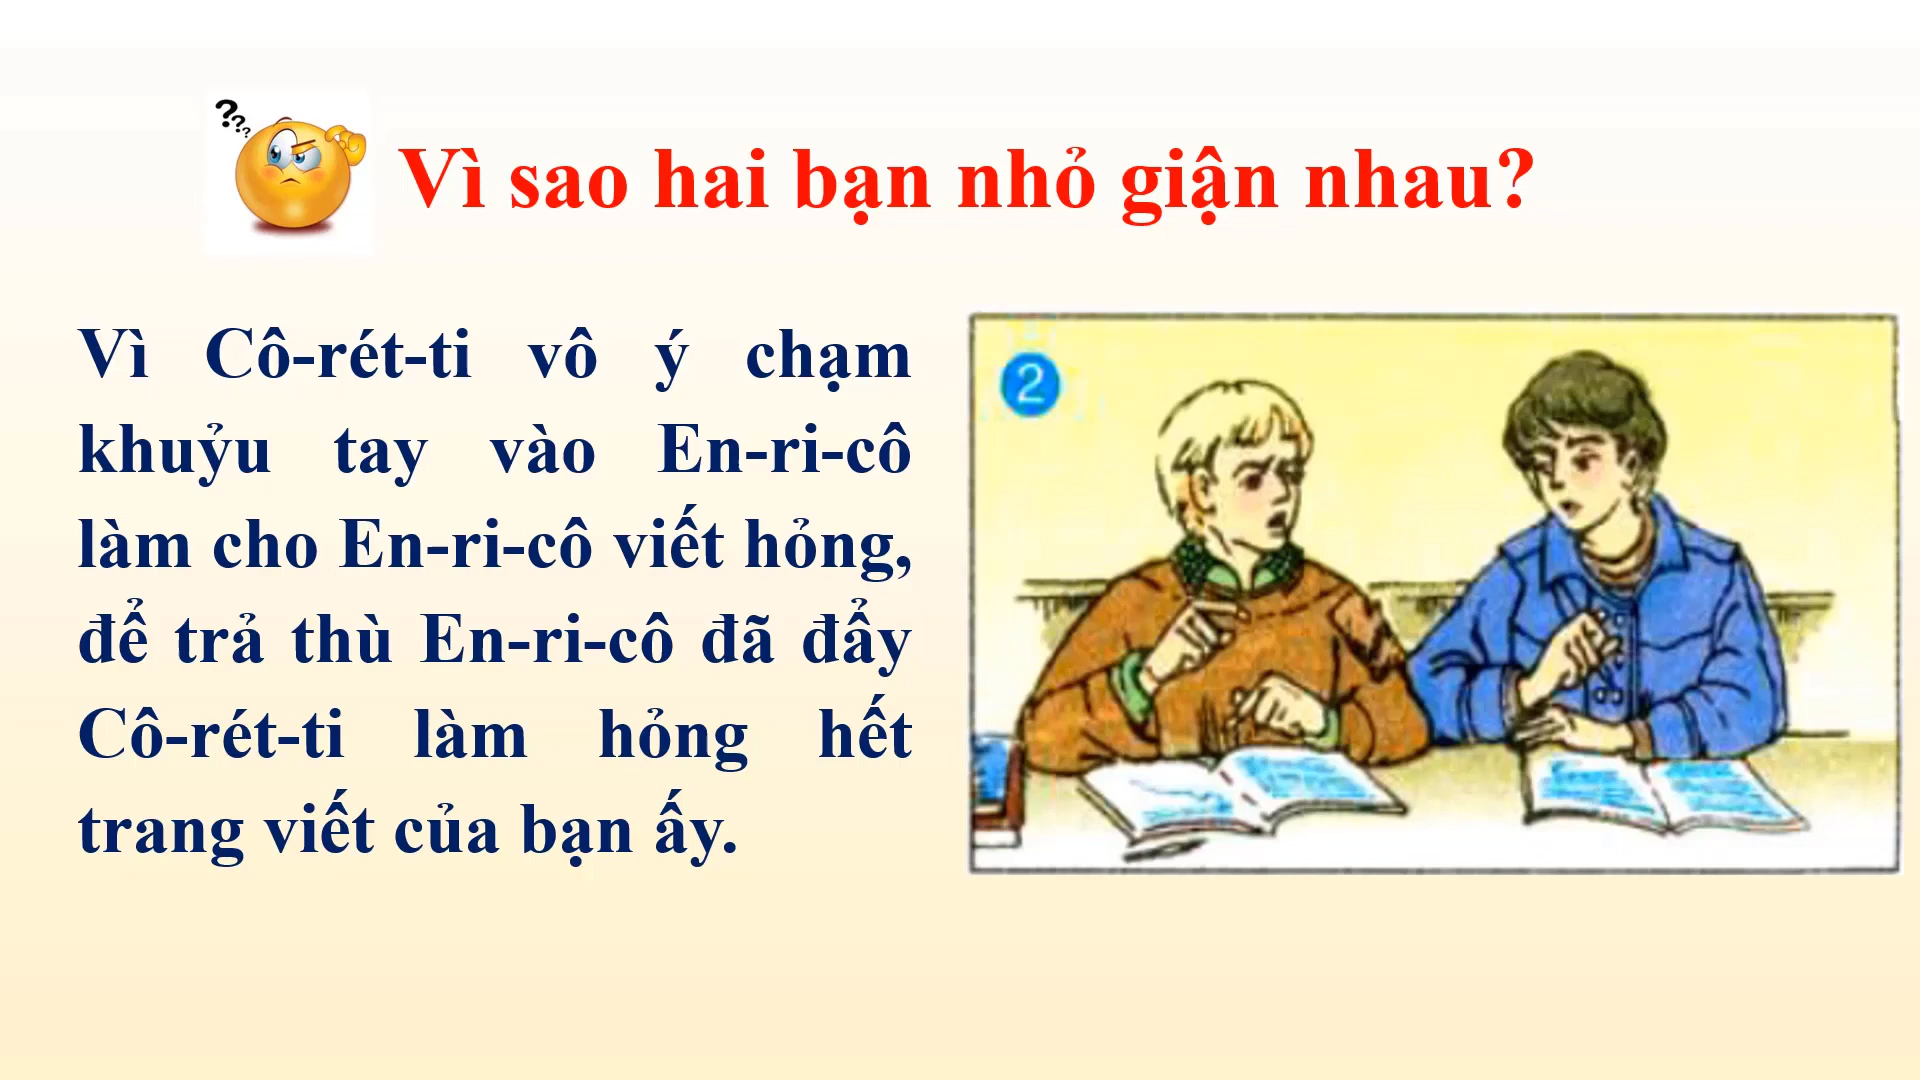 ???
Vì sao hai bạn nhỏ giận nhau?
Vì Cô-rét-ti vô ý chạm
khuỷu tay vào En-ri-cô
làm cho En-ri-cô viết hỏng,
để trả thù En-ri-cô đã đẩy
Cô-rét-ti làm hỏng hết
trang viết của bạn ấy.
2